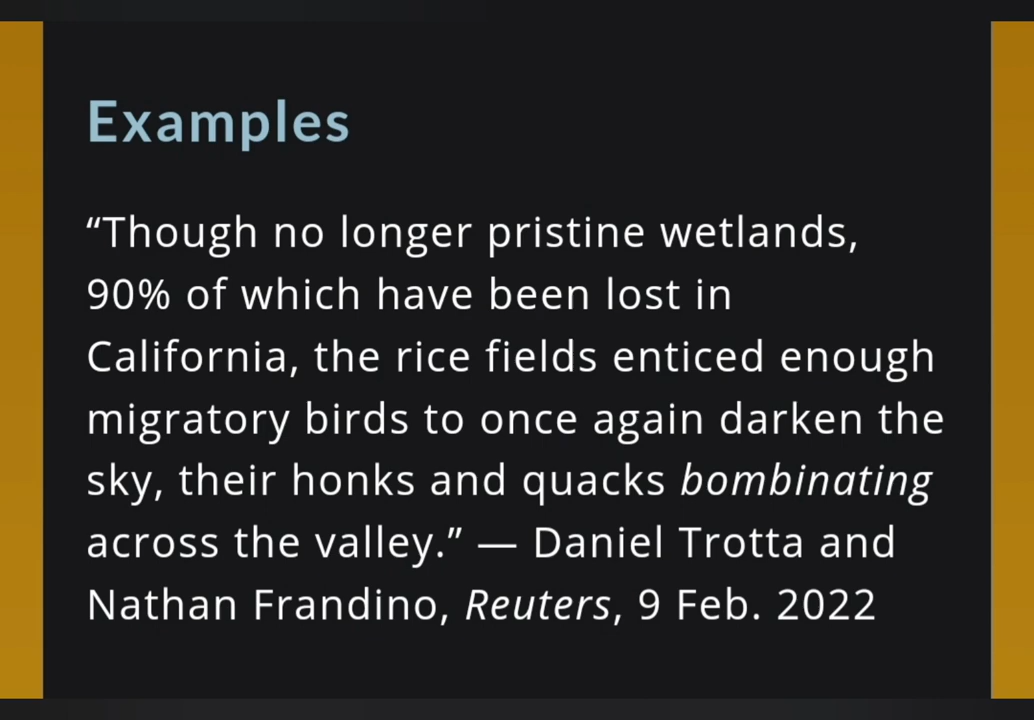 Examples
“Though no longer pristine wetlands,
90% of which have been lost in
California, the rice fields enticed enough
migratory birds to once again darken the
sky, their honks and quacks bombinating
across the valley.” — Daniel Trotta and
Nathan Frandino, Reuters, 9 Feb. 2022